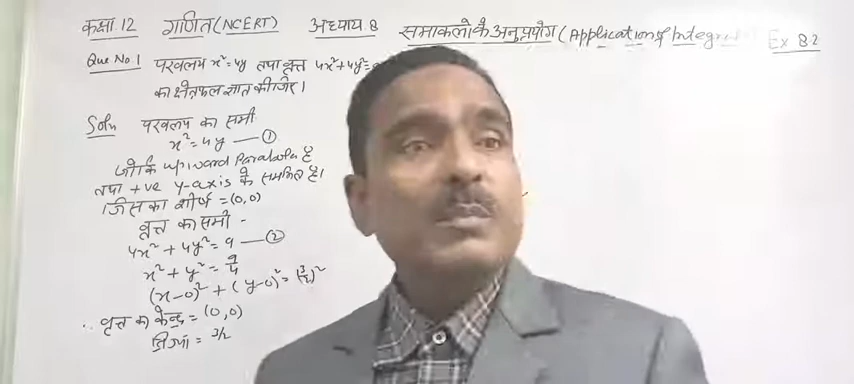 कक्षा 12 गणित (NCERT) अध्याय 8 समाकलो के अनुप्रयोग (Application of Integr Ex 8.2
Que No 1 परवलय x²=4y तथा वृत्त 4x²+4y²=
का क्षेत्रफल ज्ञात कीजिए।
Soln परवलय का समी
x² = 4y — ①
जोकि upward Parabola है
तथा +ve y-axis के सममित है।
जिसका शीर्ष = (0,0)
वृत्त का समी -
4x² + 4y² = 9 — ②
x² + y² = 9/4
(x-0)² + (y-0)² = (3/2)²
∴ वृत्त का केन्द्र = (0,0)
त्रिज्या = 3/2